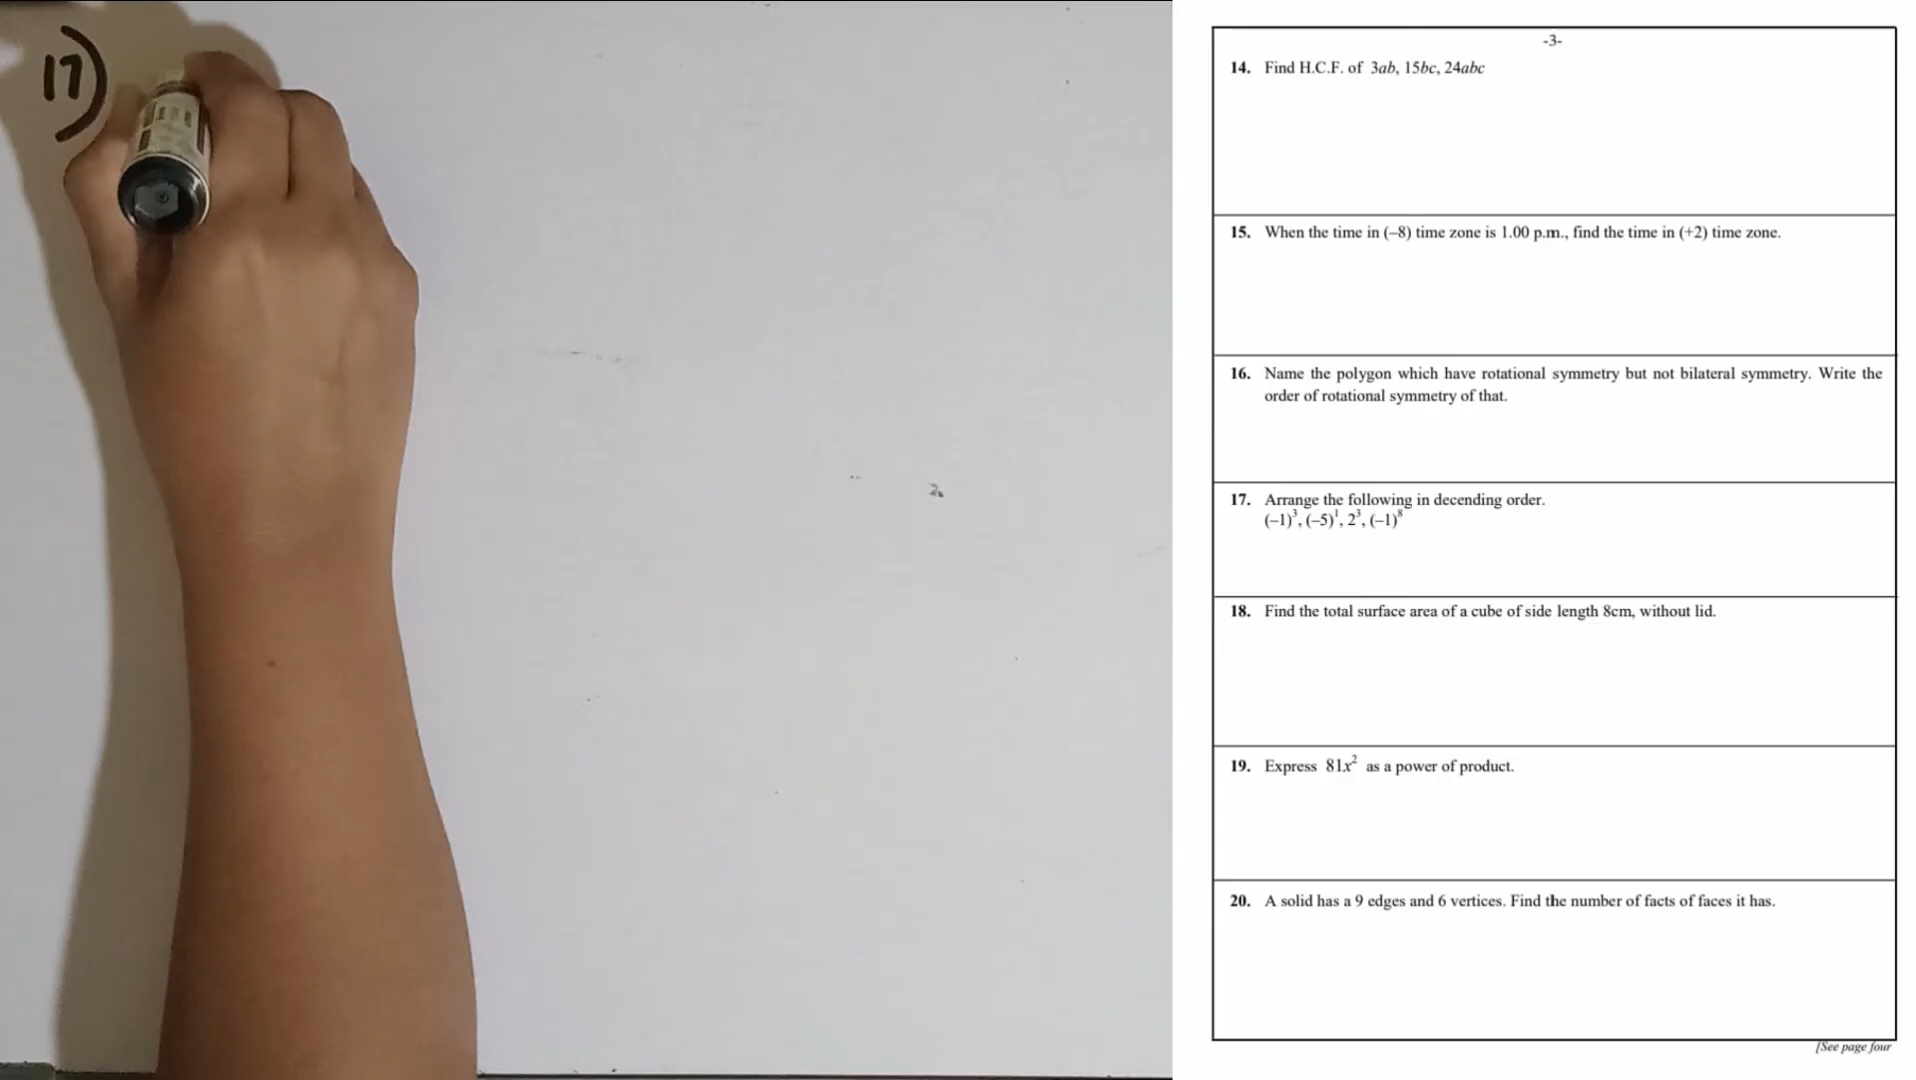 17)
-3-
14. Find H.C.F. of 3ab, 15bc, 24abc
15. When the time in (–8) time zone is 1.00 p.m., find the time in (+2) time zone.
16. Name the polygon which have rotational symmetry but not bilateral symmetry. Write the
order of rotational symmetry of that.
17. Arrange the following in decending order.
(–1)³, (–5)¹, 2³, (–1)⁸
18. Find the total surface area of a cube of side length 8cm, without lid.
19. Express 81x² as a power of product.
20. A solid has a 9 edges and 6 vertices. Find the number of facts of faces it has.
[See page four